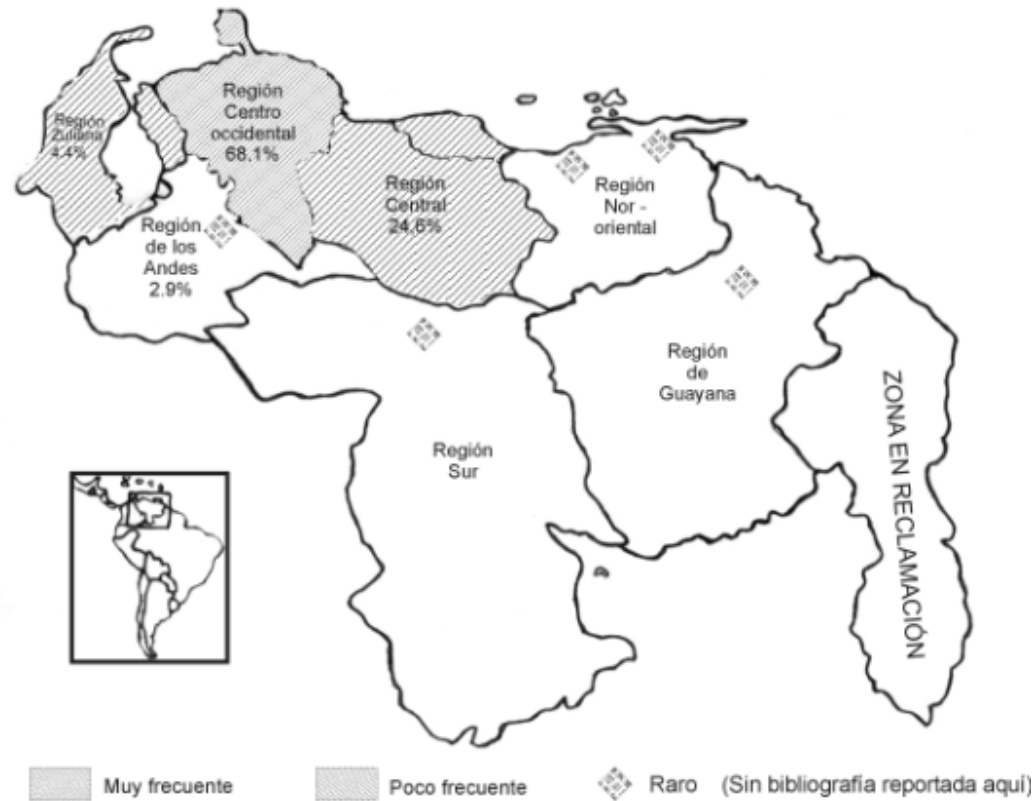 Región
Zuliana
4.4%
Región
Centro
occidental
68.1%
Región
Central
24.6%
Región
Nor -
oriental
Región
de los
Andes
2.9%
Región
de
Guayana
Región
Sur
ZONA EN RECLAMACIÓN
Muy frecuente
Poco frecuente
Raro (Sin bibliografía reportada aquí)